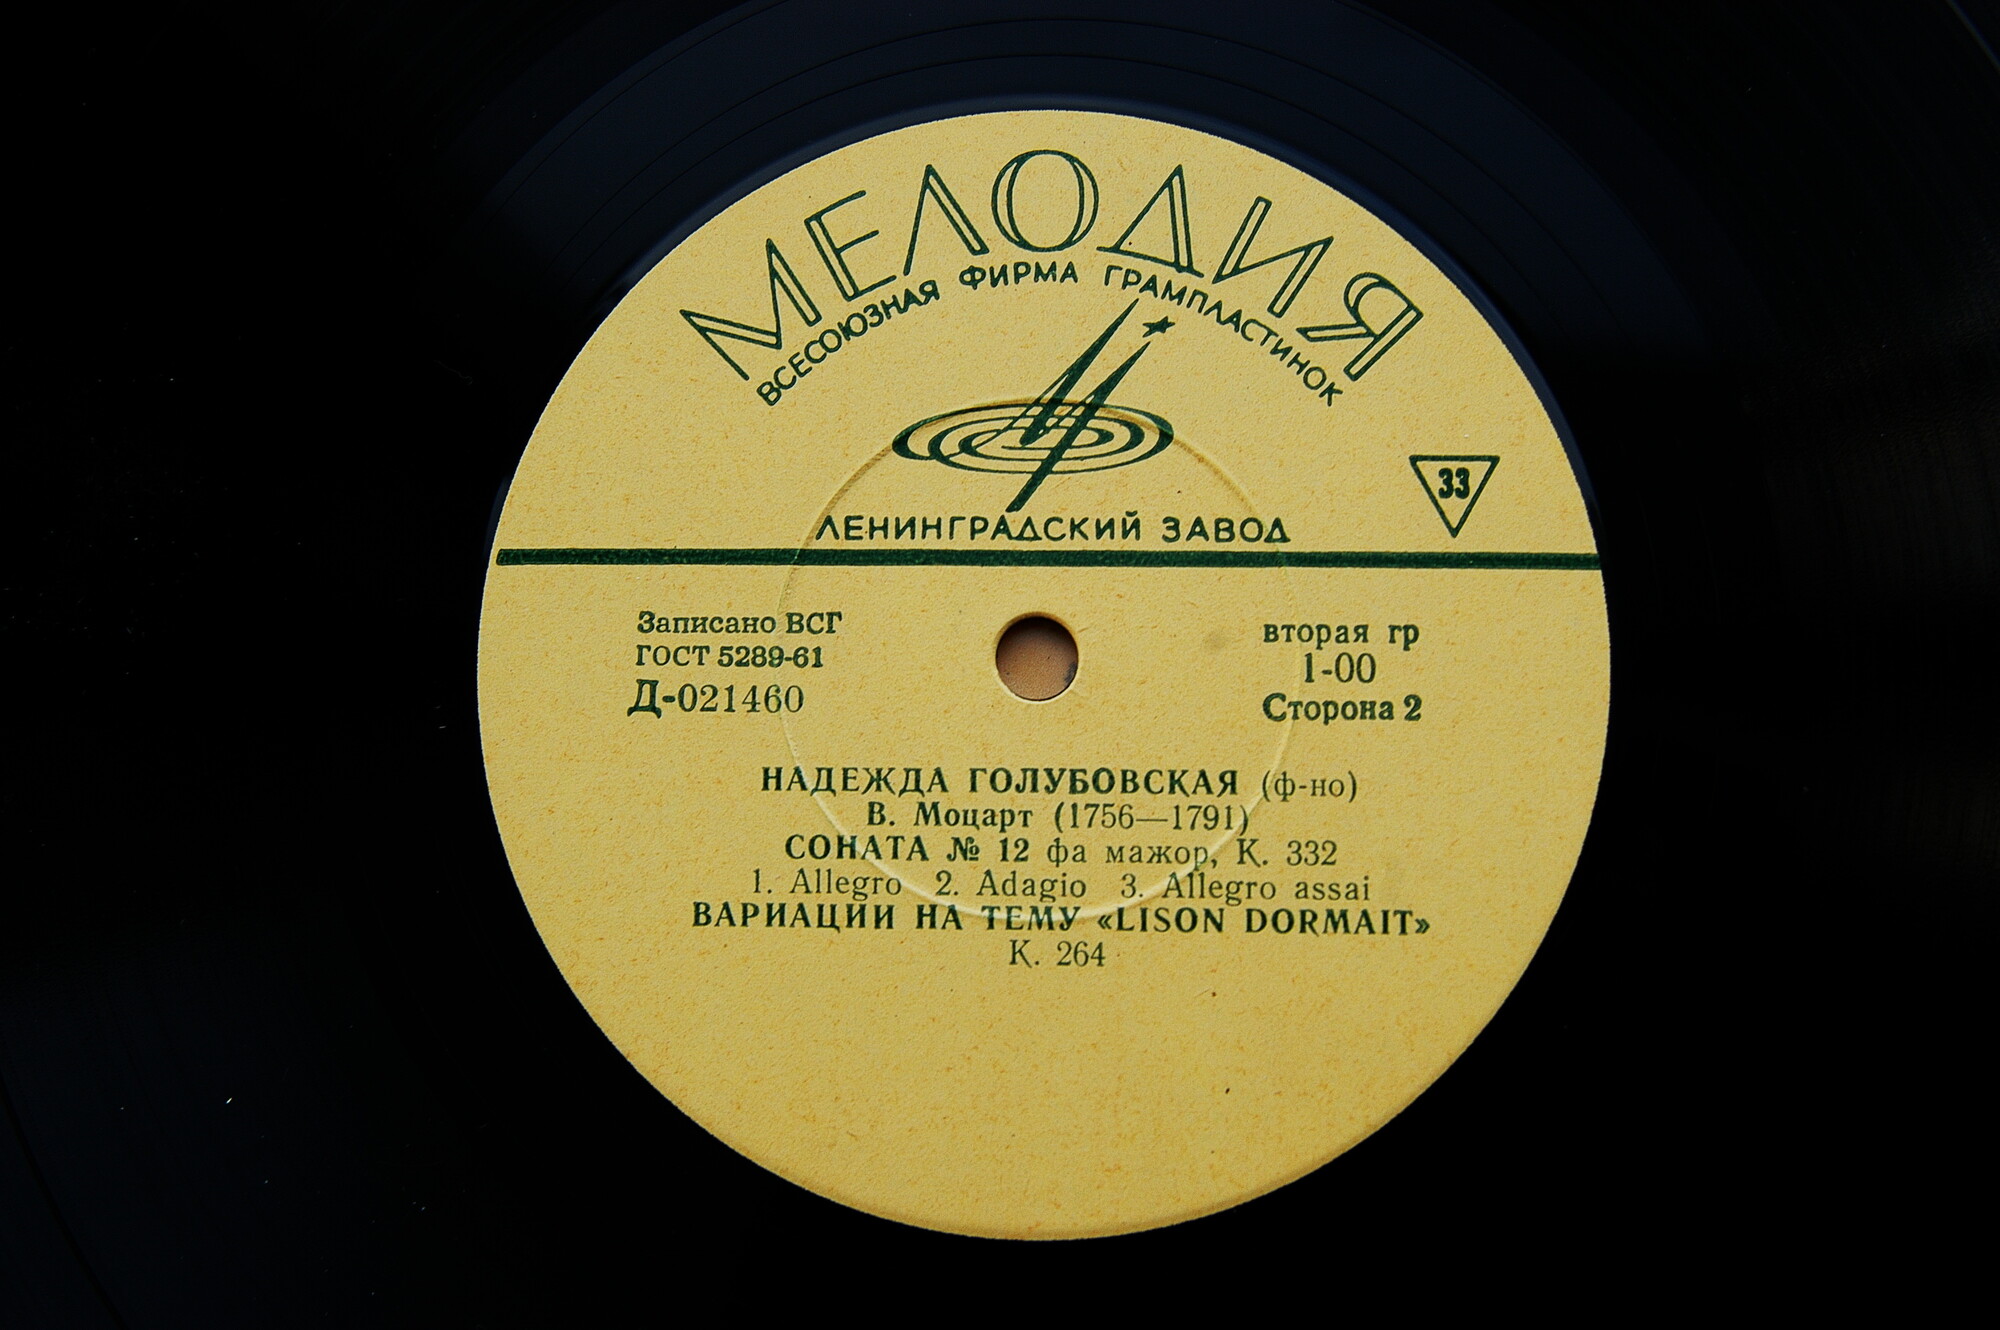 МЕЛОДИЯ
ВСЕСОЮЗНАЯ ФИРМА ГРАМПЛАСТИНОК
33
ЛЕНИНГРАДСКИЙ ЗАВОД
Записано ВСГ
ГОСТ 5289-61
Д-021460
вторая гр
1-00
Сторона 2
НАДЕЖДА ГОЛУБОВСКАЯ (ф-но)
В. Моцарт (1756—1791)
СОНАТА № 12 фа мажор, К. 332
1. Allegro 2. Adagio 3. Allegro assai
ВАРИАЦИИ НА ТЕМУ «LISON DORMAIT»
К. 264